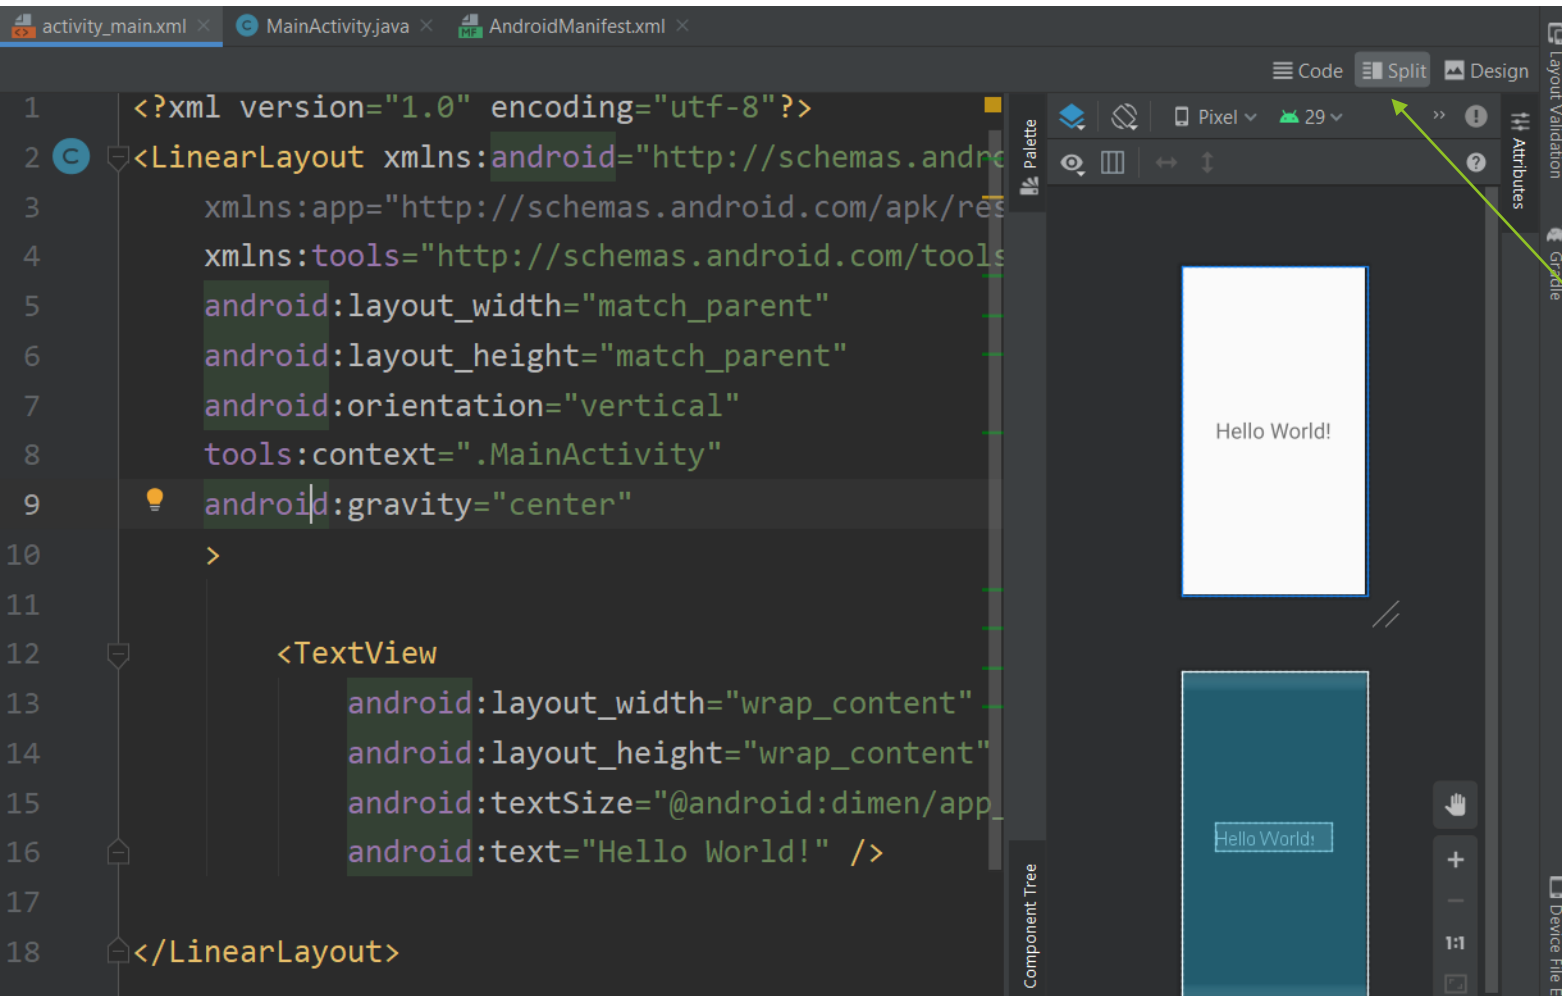 activity_main.xml
MainActivity.java
AndroidManifest.xml
Code
Split
Design
1 <?xml version="1.0" encoding="utf-8"?>
2 <LinearLayout xmlns:android="http://schemas.andro
3 xmlns:app="http://schemas.android.com/apk/res
4 xmlns:tools="http://schemas.android.com/tools
5 android:layout_width="match_parent"
6 android:layout_height="match_parent"
7 android:orientation="vertical"
8 tools:context=".MainActivity"
9 android:gravity="center"
10 >
11
12 <TextView
13 android:layout_width="wrap_content"
14 android:layout_height="wrap_content"
15 android:textSize="@android:dimen/app_
16 android:text="Hello World!" />
17
18 </LinearLayout>
C
C
MF
Palette
Component Tree
Pixel
29
»
Hello World!
Hello World!
1:1
Attributes
Layout Validation
Gradle
Device File E